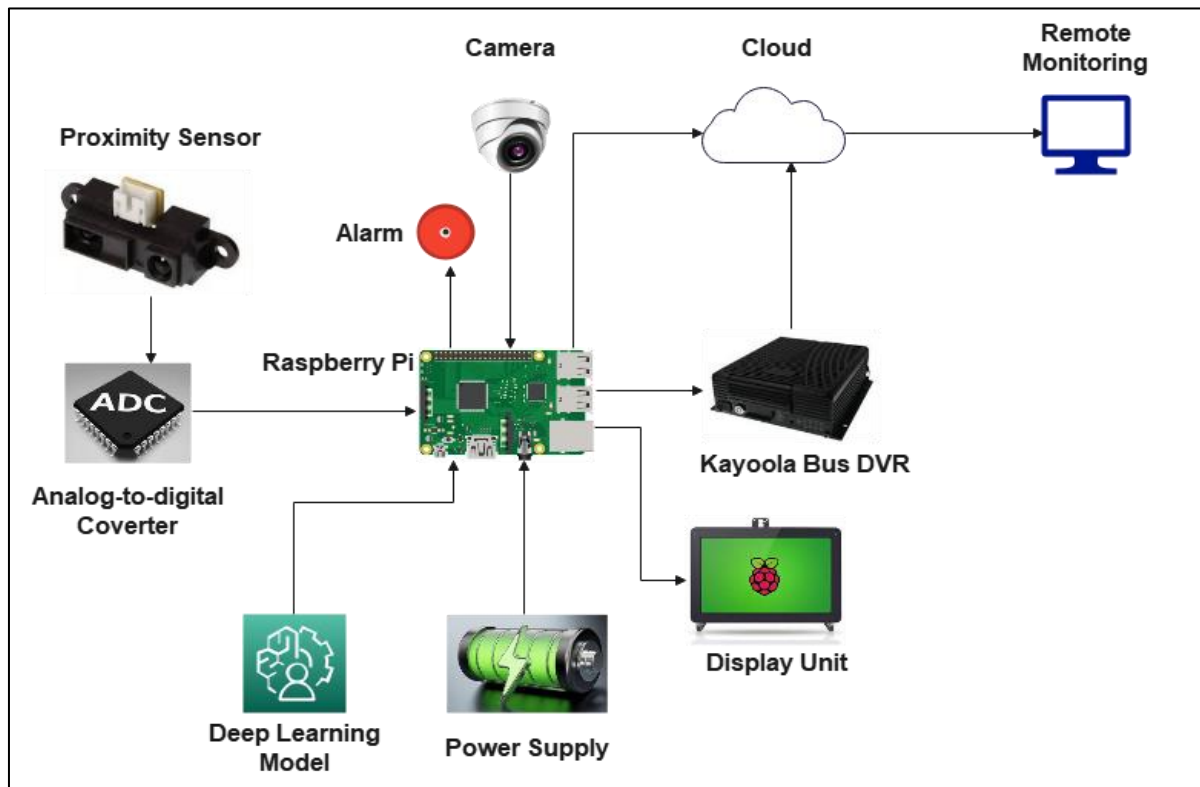 Camera
Cloud
Remote
Monitoring
Proximity Sensor
Alarm
Raspberry Pi
ADC
Kayoola Bus DVR
Analog-to-digital
Coverter
Display Unit
Deep Learning
Model
Power Supply